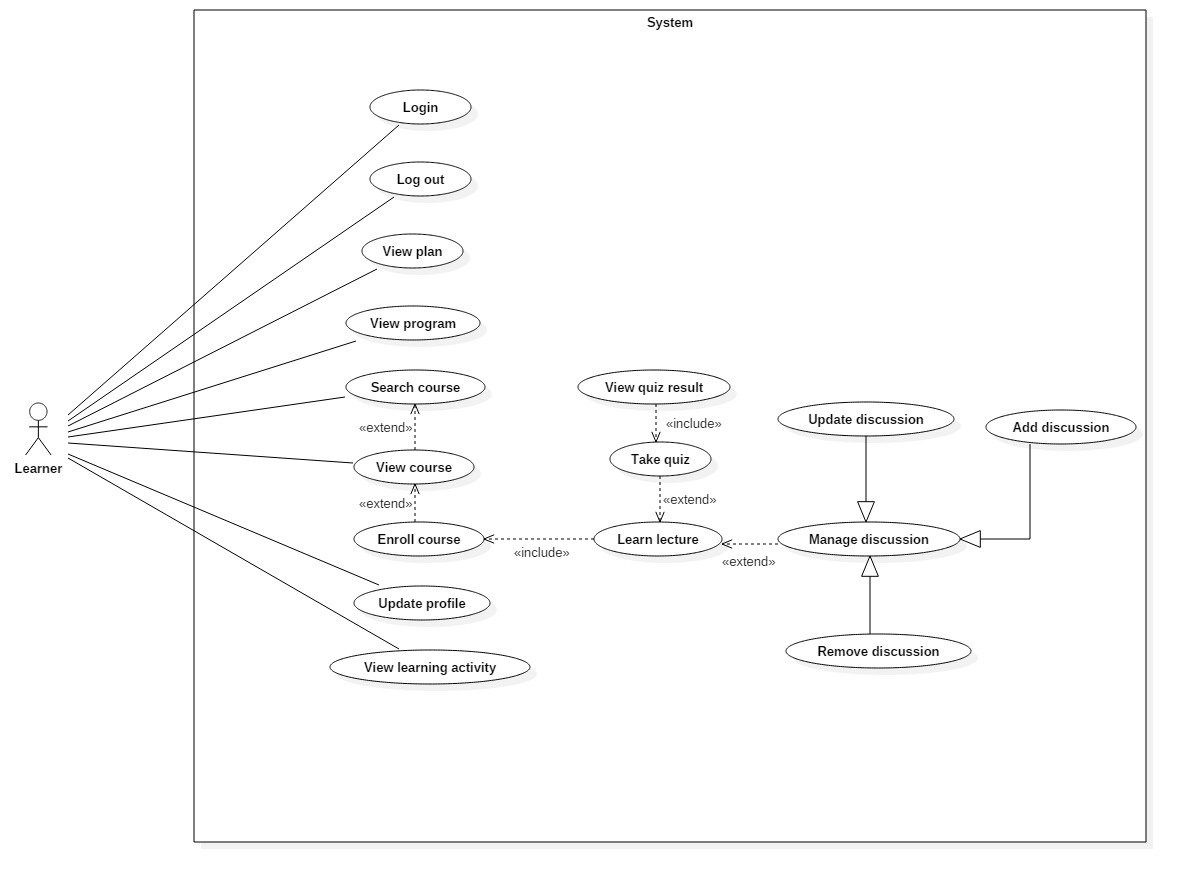 System
Login
Log out
View plan
View program
Search course
View quiz result
Update discussion
Add discussion
«extend»
«include»
Learner
View course
Take quiz
«extend»
«extend»
Enroll course
«include»
Learn lecture
«extend»
Manage discussion
Update profile
Remove discussion
View learning activity